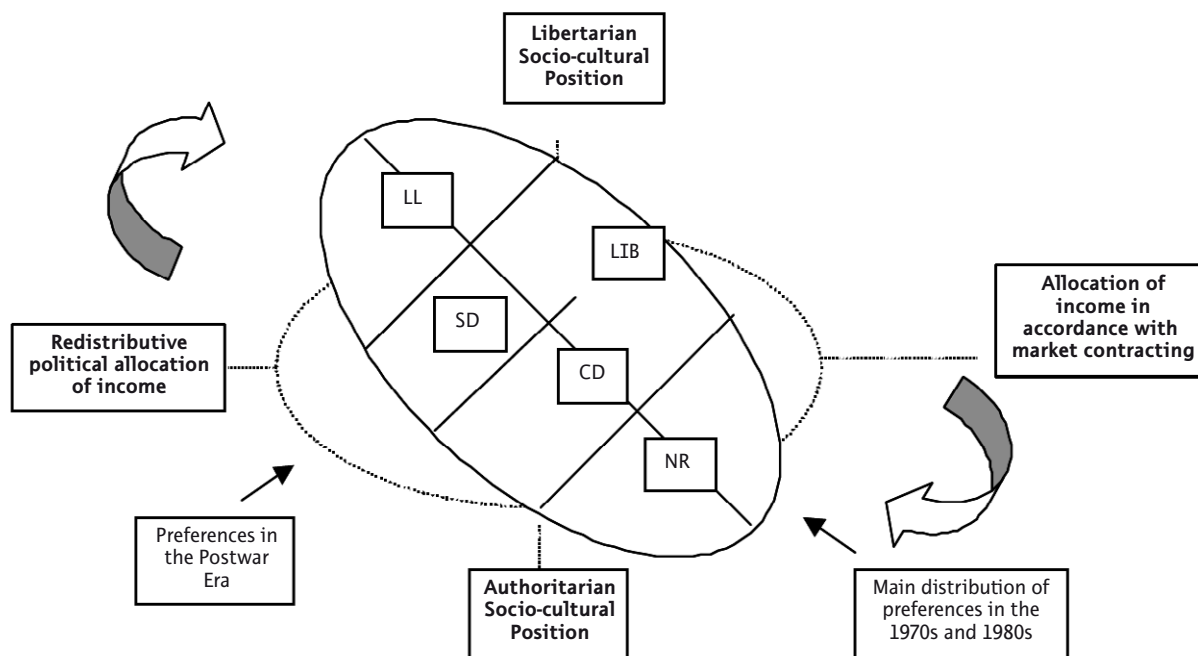 Libertarian
Socio-cultural
Position
LL
LIB
SD
CD
NR
Redistributive
political allocation
of income
Allocation of
income in
accordance with
market contracting
Preferences in
the Postwar
Era
Authoritarian
Socio-cultural
Position
Main distribution of
preferences in the
1970s and 1980s